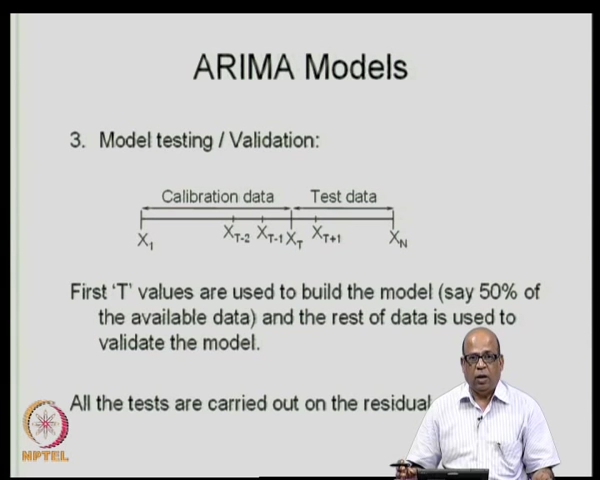 ARIMA Models
3. Model testing / Validation:
Calibration data Test data
X1 XT-2 XT-1 XT XT+1 XN
First 'T' values are used to build the model (say 50% of
the available data) and the rest of data is used to
validate the model.
All the tests are carried out on the residual
NPTEL